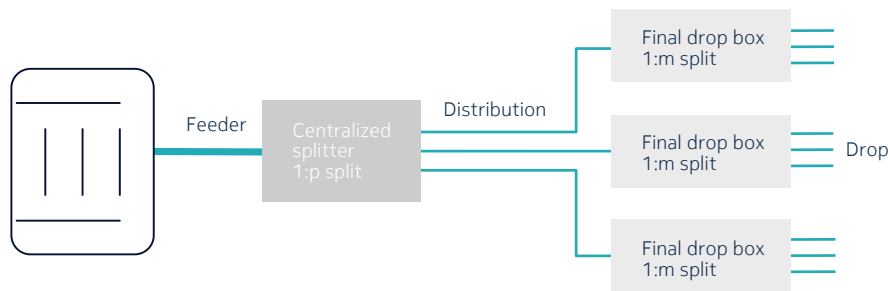 Feeder
Centralized
splitter
1:p split
Distribution
Final drop box
1:m split
Final drop box
1:m split
Drop
Final drop box
1:m split